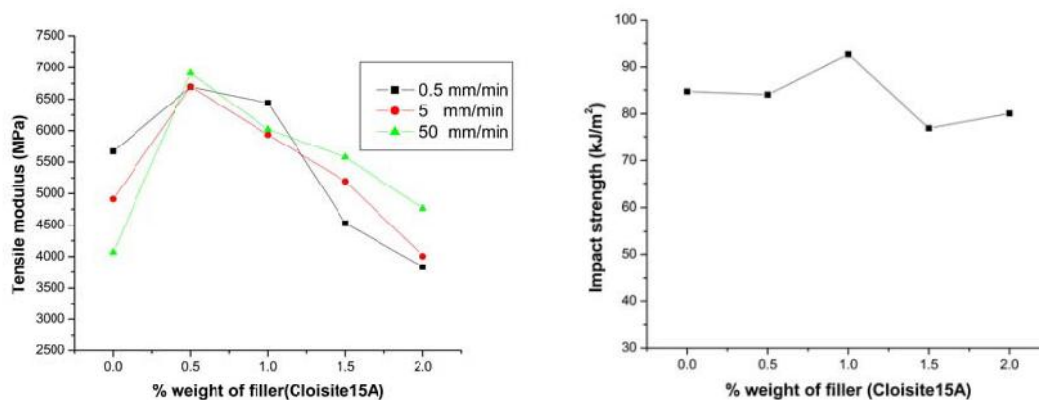 7500
7000
6500
6000
5500
5000
4500
4000
3500
3000
2500
Tensile modulus (MPa)
0.5 mm/min
5 mm/min
50 mm/min
0.0 0.5 1.0 1.5 2.0
% weight of filler(Cloisite15A)
100
90
80
70
60
50
40
30
Impact strength (kJ/m²)
0.0 0.5 1.0 1.5 2.0
% weight of filler (Cloisite15A)